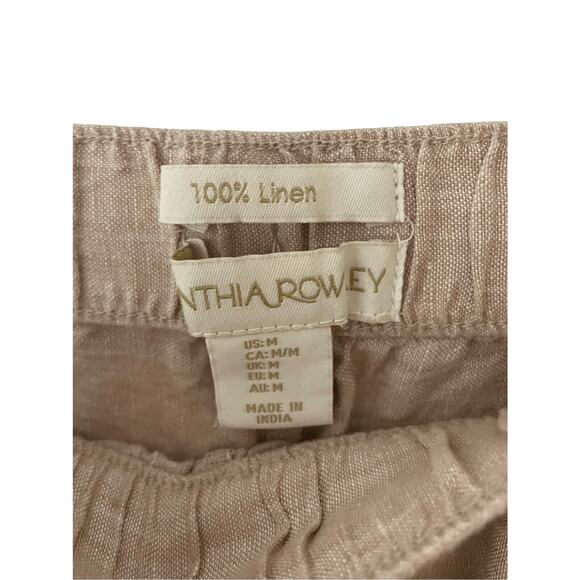 100% Linen
NTHIA ROWLEY
US: M
CA: M/M
UK: M
EU: M
AU: M
MADE IN
INDIA